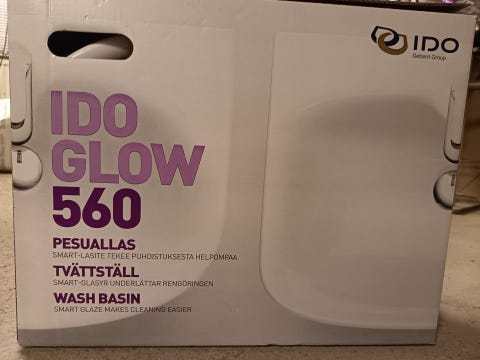 IDO
Geberit Group
IDO
GLOW
560
PESUALLAS
SMART-LASITE TEKEE PUHDISTUKSESTA HELPOMPAA
TVÄTTSTÄLL
SMART-GLASYR UNDERLÄTTAR RENGÖRINGEN
WASH BASIN
SMART GLAZE MAKES CLEANING EASIER